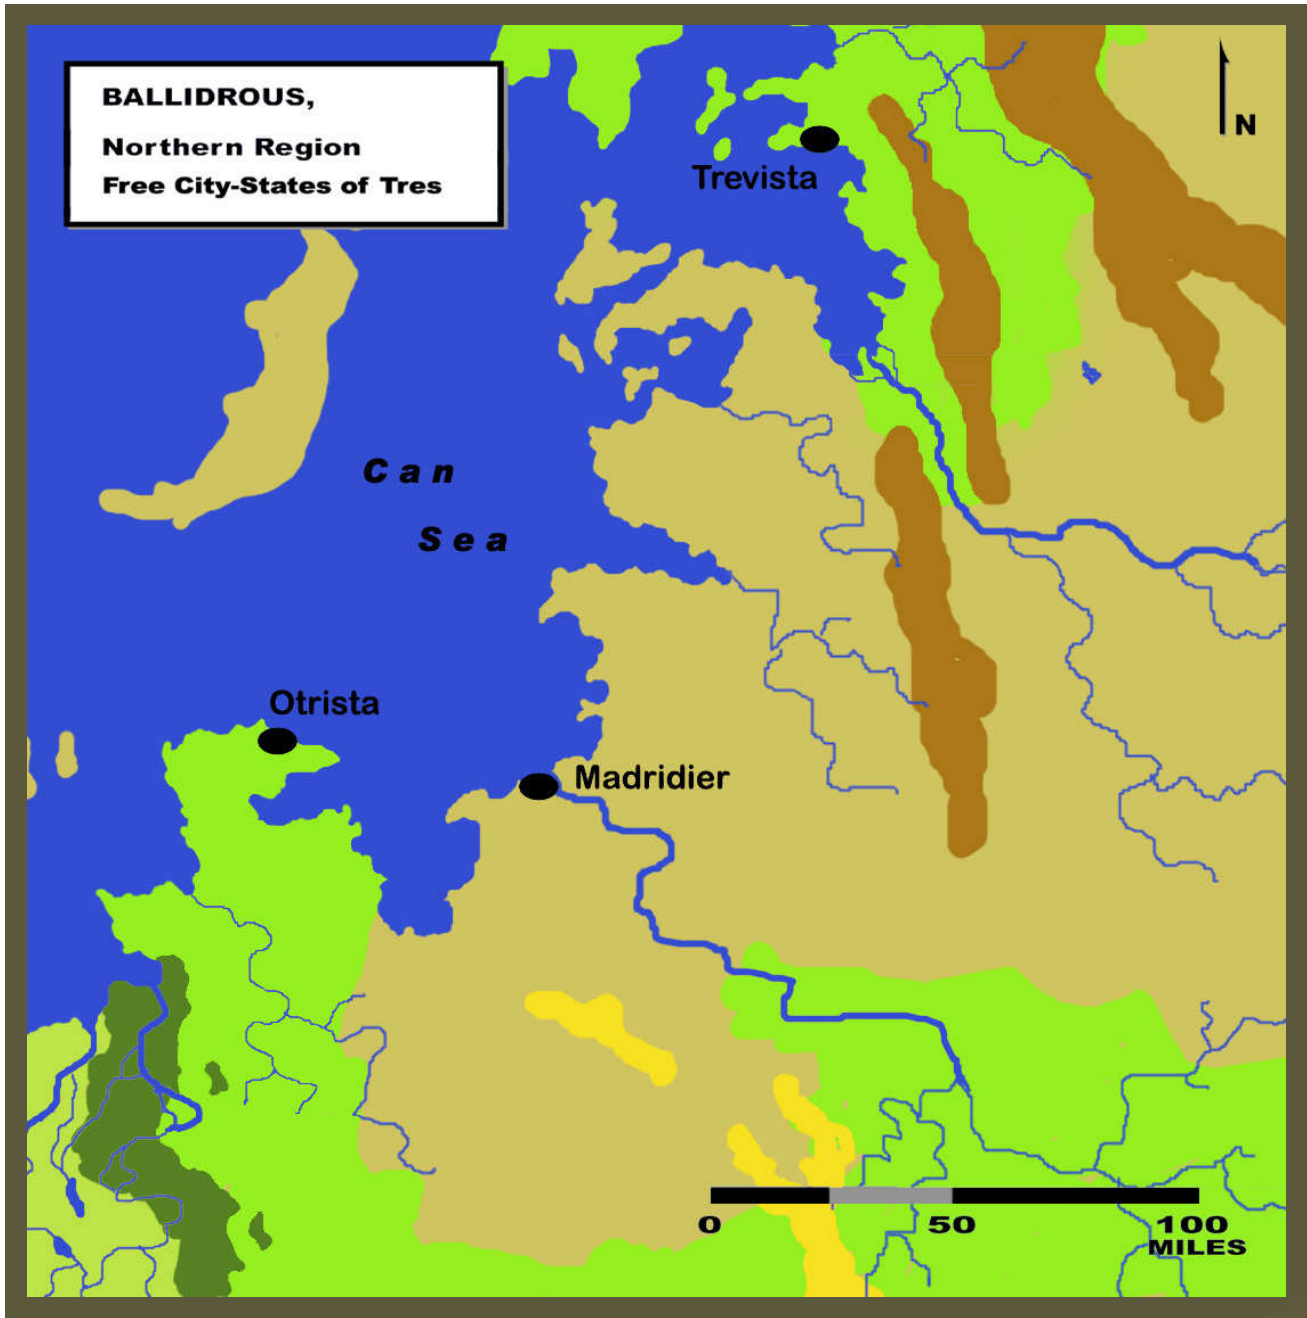 BALLIDROUS,
Northern Region
Free City-States of Tres
N
Trevista
Can
Sea
Otrista
Madridier
0 50 100
MILES